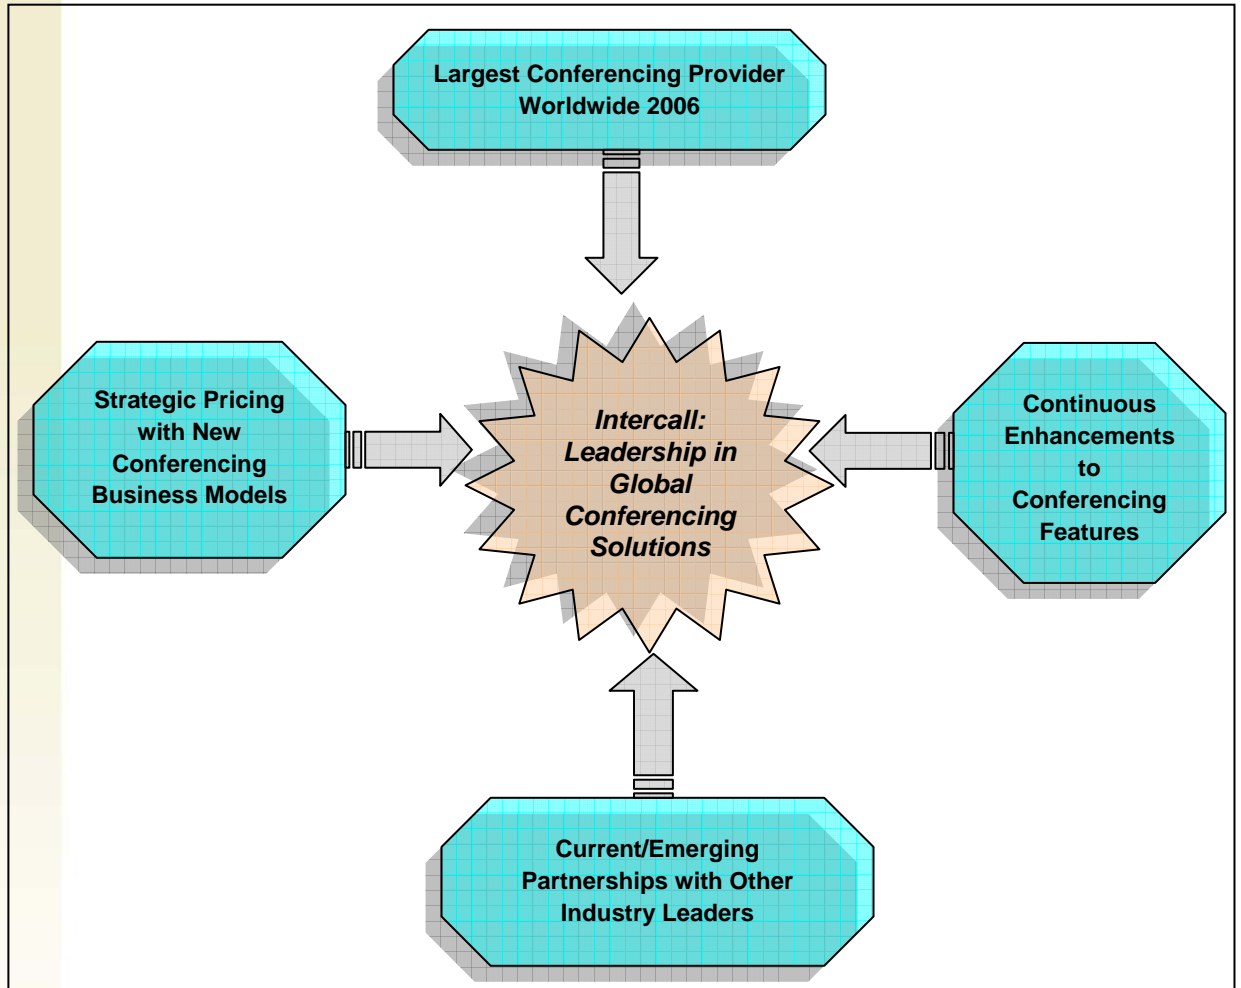 Largest Conferencing Provider
Worldwide 2006
Strategic Pricing
with New
Conferencing
Business Models
Intercall:
Leadership in
Global
Conferencing
Solutions
Continuous
Enhancements
to
Conferencing
Features
Current/Emerging
Partnerships with Other
Industry Leaders